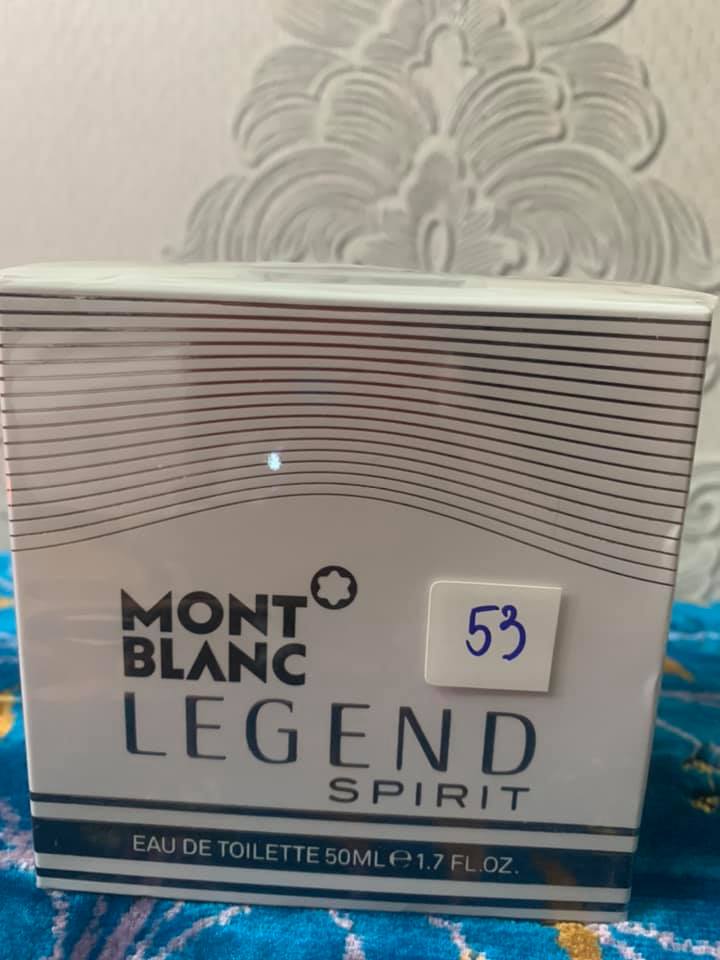 MONT
BLANC
53
LEGEND
SPIRIT
EAU DE TOILETTE 50ML ℮ 1.7 FL.OZ.